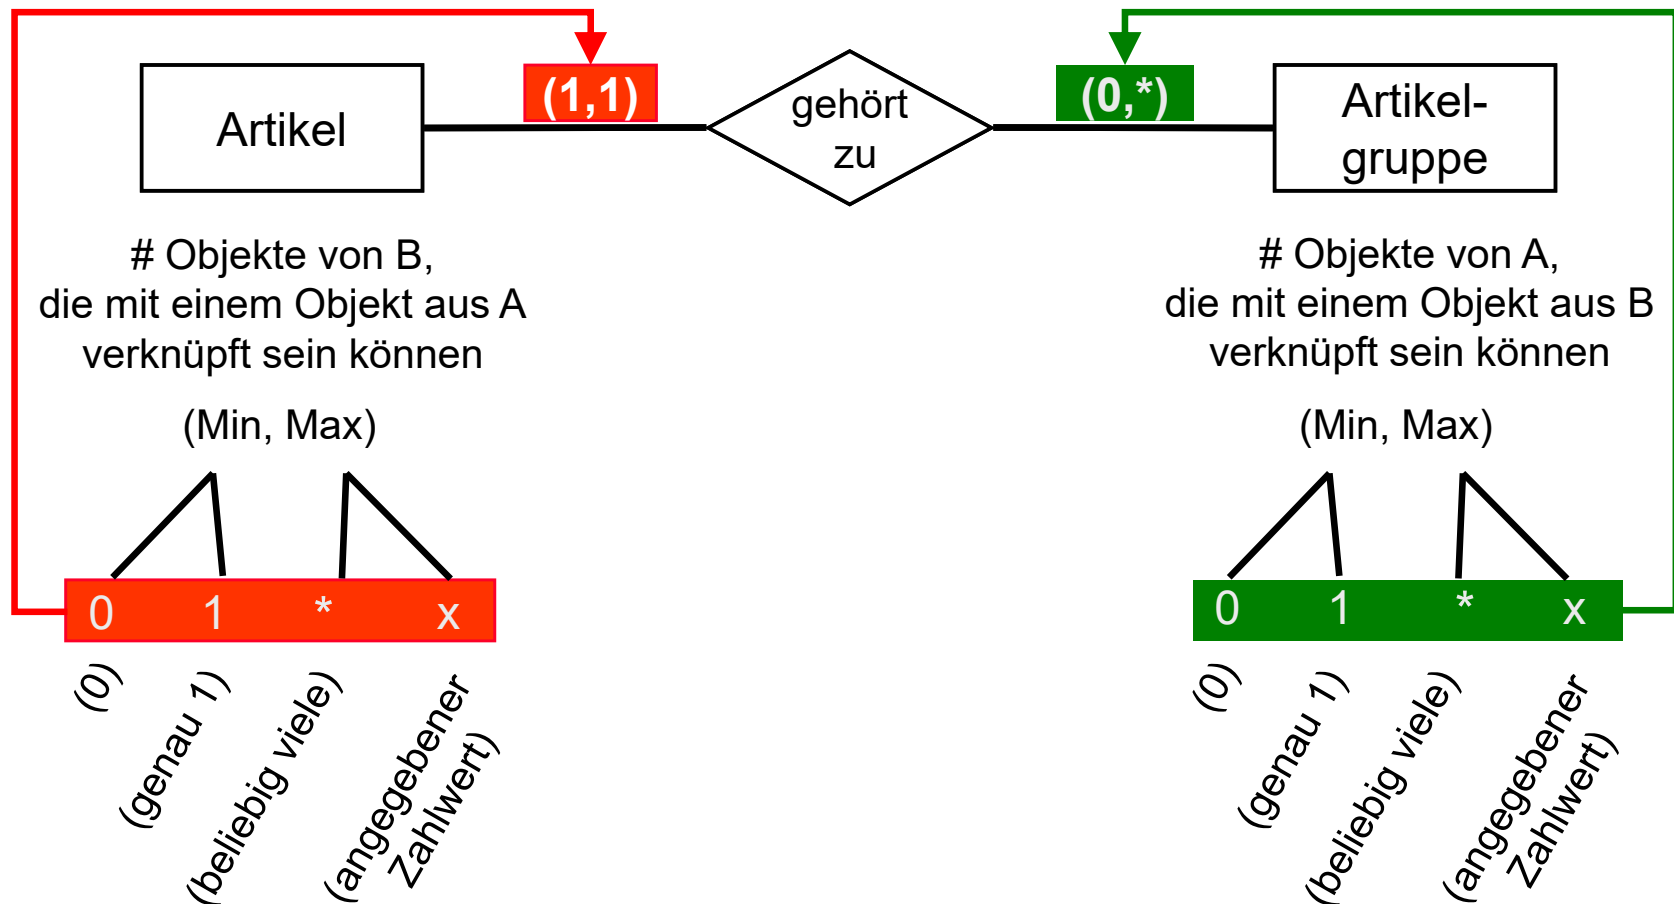 Artikel
(1,1)
gehört
zu
(0,*)
Artikel-
gruppe
# Objekte von B,
die mit einem Objekt aus A
verknüpft sein können
(Min, Max)
0 1 * x
(0)
(genau 1)
(beliebig viele)
(angegebener
Zahlwert)
# Objekte von A,
die mit einem Objekt aus B
verknüpft sein können
(Min, Max)
0 1 * x
(0)
(genau 1)
(beliebig viele)
(angegebener
Zahlwert)